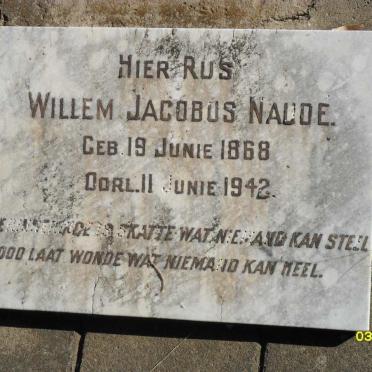 HIER RUS
WILLEM JACOBUS NAUDE.
GEB. 19 JUNIE 1868
OORL. 11 JUNIE 1942.
SKATTE WAT NIEMAND KAN STEEL
LAAT WONDE WAT NIEMAND KAN HEEL.
03